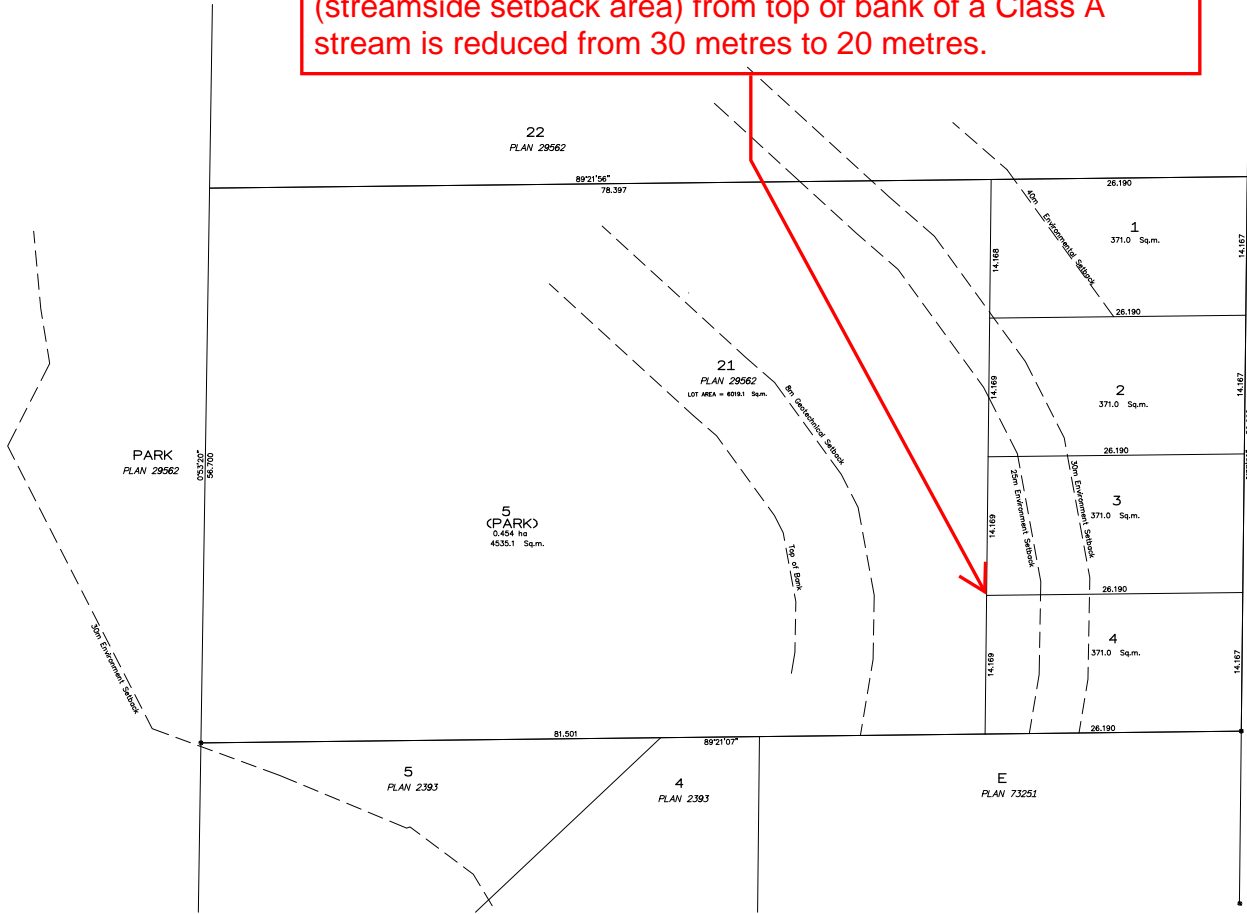 (streamside setback area) from top of bank of a Class A
stream is reduced from 30 metres to 20 metres.
22
PLAN 29562
89°21'56"
78.397
26.190
40m Environmental Setback
1
371.0 Sq.m.
14.168
14.167
26.190
21
PLAN 29562
LOT AREA = 6019.1 Sq.m.
8m Geotechnical Setback
14.169
2
371.0 Sq.m.
14.167
26.190
PARK
PLAN 29562
0°53'20"
56.700
5
(PARK)
0.454 ha
4535.1 Sq.m.
Top of Bank
14.169
25m Environment Setback
30m Environment Setback
3
371.0 Sq.m.
26.190
30m Environment Setback
14.169
4
371.0 Sq.m.
14.167
26.190
81.501
89°21'07"
5
PLAN 2393
4
PLAN 2393
E
PLAN 73251